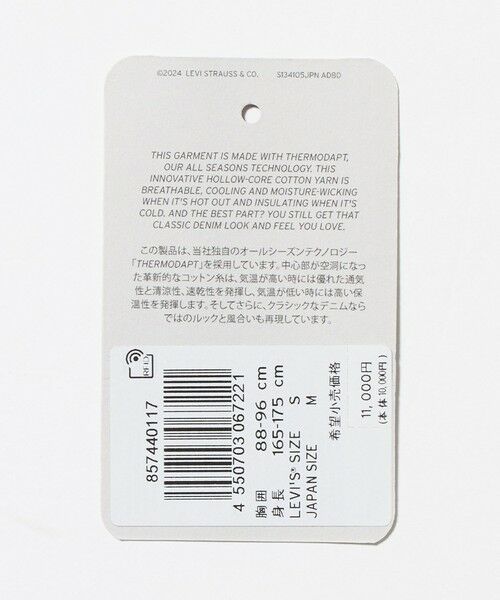 ©2024 LEVI STRAUSS & CO. S134105JPN AD80
THIS GARMENT IS MADE WITH THERMODAPT,
OUR ALL SEASONS TECHNOLOGY. THIS
INNOVATIVE HOLLOW-CORE COTTON YARN IS
BREATHABLE, COOLING AND MOISTURE-WICKING
WHEN IT'S HOT OUT AND INSULATING WHEN IT'S
COLD. AND THE BEST PART? YOU STILL GET THAT
CLASSIC DENIM LOOK AND FEEL YOU LOVE.
この製品は、当社独自のオールシーズンテクノロジー
「THERMODAPT」を採用しています。中心部が空洞になっ
た革新的なコットン糸は、気温が高い時には優れた通気
性と清涼性、速乾性を発揮し、気温が低い時には高い保
温性を発揮します。そしてさらに、クラシックなデニムなら
ではのルックと風合いも再現しています。
RFID
857440117
4 550703 067221
胸囲 88-96 cm
身長 165-175 cm
LEVI'S® SIZE S
JAPAN SIZE M
希望小売価格
11,000円
(本体10,000円)